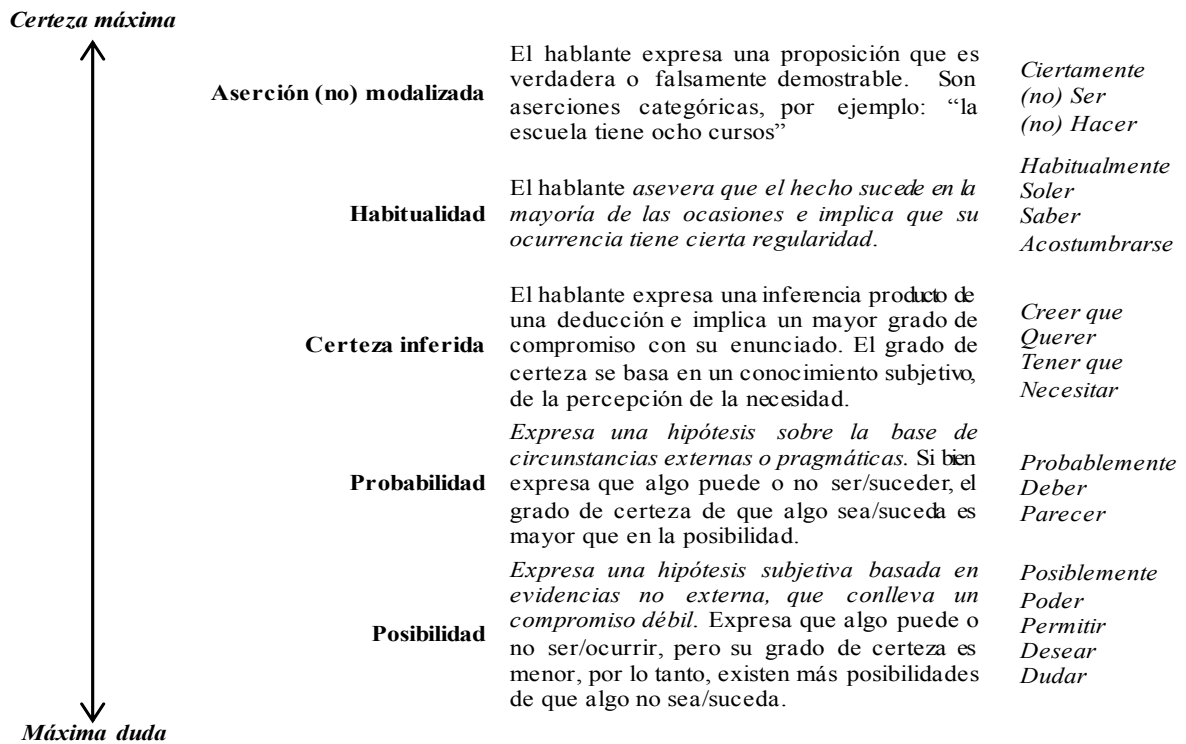 Certeza máxima
Aserción (no) modalizada
El hablante expresa una proposición que es
verdadera o falsamente demostrable. Son
aserciones categóricas, por ejemplo: “la
escuela tiene ocho cursos”
Ciertamente
(no) Ser
(no) Hacer
Habitualidad
El hablante asevera que el hecho sucede en la
mayoría de las ocasiones e implica que su
ocurrencia tiene cierta regularidad.
Habitualmente
Soler
Saber
Acostumbrarse
Certeza inferida
El hablante expresa una inferencia producto de
una deducción e implica un mayor grado de
compromiso con su enunciado. El grado de
certeza se basa en un conocimiento subjetivo,
de la percepción de la necesidad.
Creer que
Querer
Tener que
Necesitar
Probabilidad
Expresa una hipótesis sobre la base de
circunstancias externas o pragmáticas. Si bien
expresa que algo puede o no ser/suceder, el
grado de certeza de que algo sea/suceda es
mayor que en la posibilidad.
Probablemente
Deber
Parecer
Posibilidad
Expresa una hipótesis subjetiva basada en
evidencias no externa, que conlleva un
compromiso débil. Expresa que algo puede o
no ser/ocurrir, pero su grado de certeza es
menor, por lo tanto, existen más posibilidades
de que algo no sea/suceda.
Posiblemente
Poder
Permitir
Desear
Dudar
Máxima duda